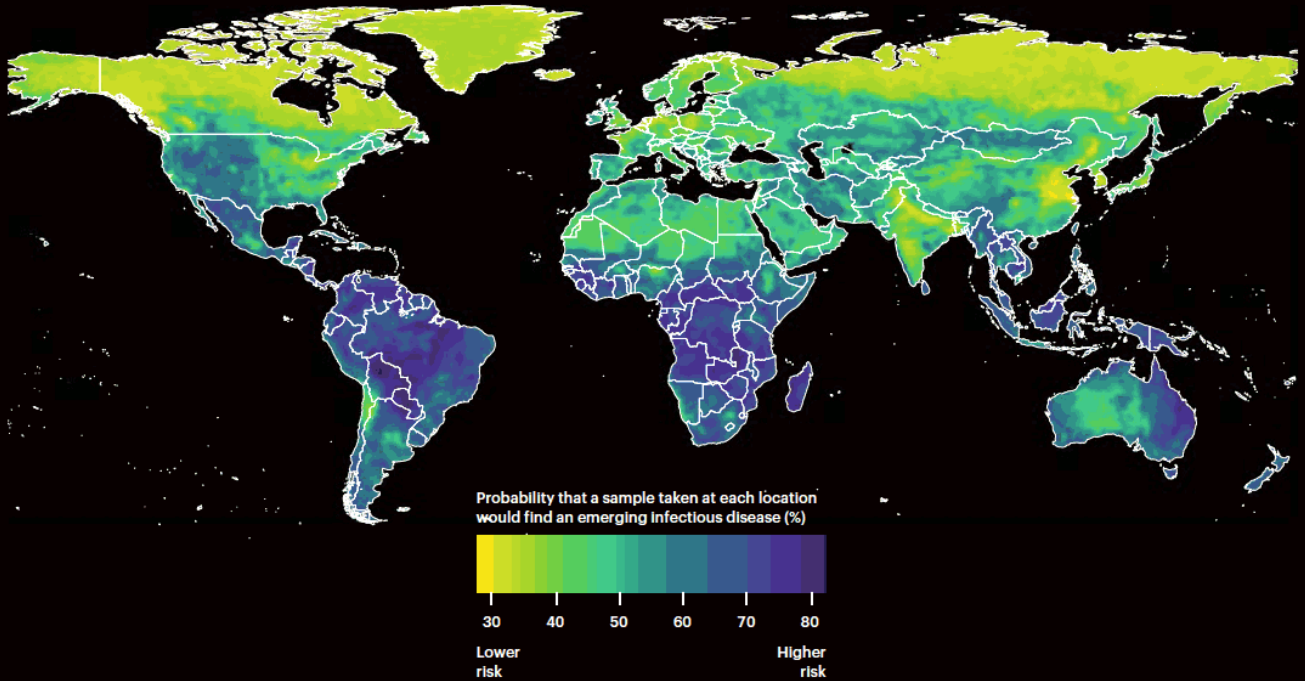 Probability that a sample taken at each location
would find an emerging infectious disease (%)
30 40 50 60 70 80
Lower risk
Higher risk